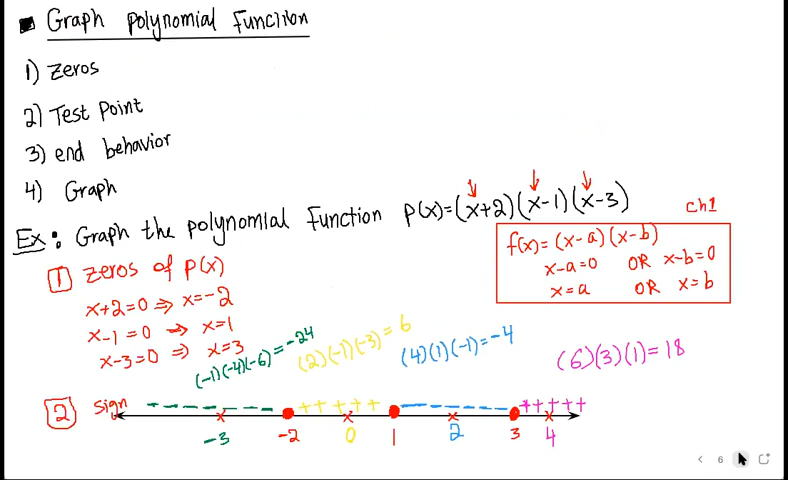 Graph Polynomial Function
1) Zeros
2) Test Point
3) end behavior
4) Graph
Ex: Graph the polynomial function P(x)=(x+2)(x-1)(x-3)
ch1
f(x)=(x-a)(x-b)
x-a=0 OR x-b=0
x=a OR x=b
1 Zeros of P(x)
x+2=0 ⇒ x=-2
x-1=0 ⇒ x=1
x-3=0 ⇒ x=3
(-1)(-4)(-6)=-24 (2)(-1)(-3)=6 (4)(1)(-1)=-4 (6)(3)(1)=18
2 Sign - - - - - - + + + + + - - - - - - - + + + + +
-3 -2 0 1 2 3 4
< 6